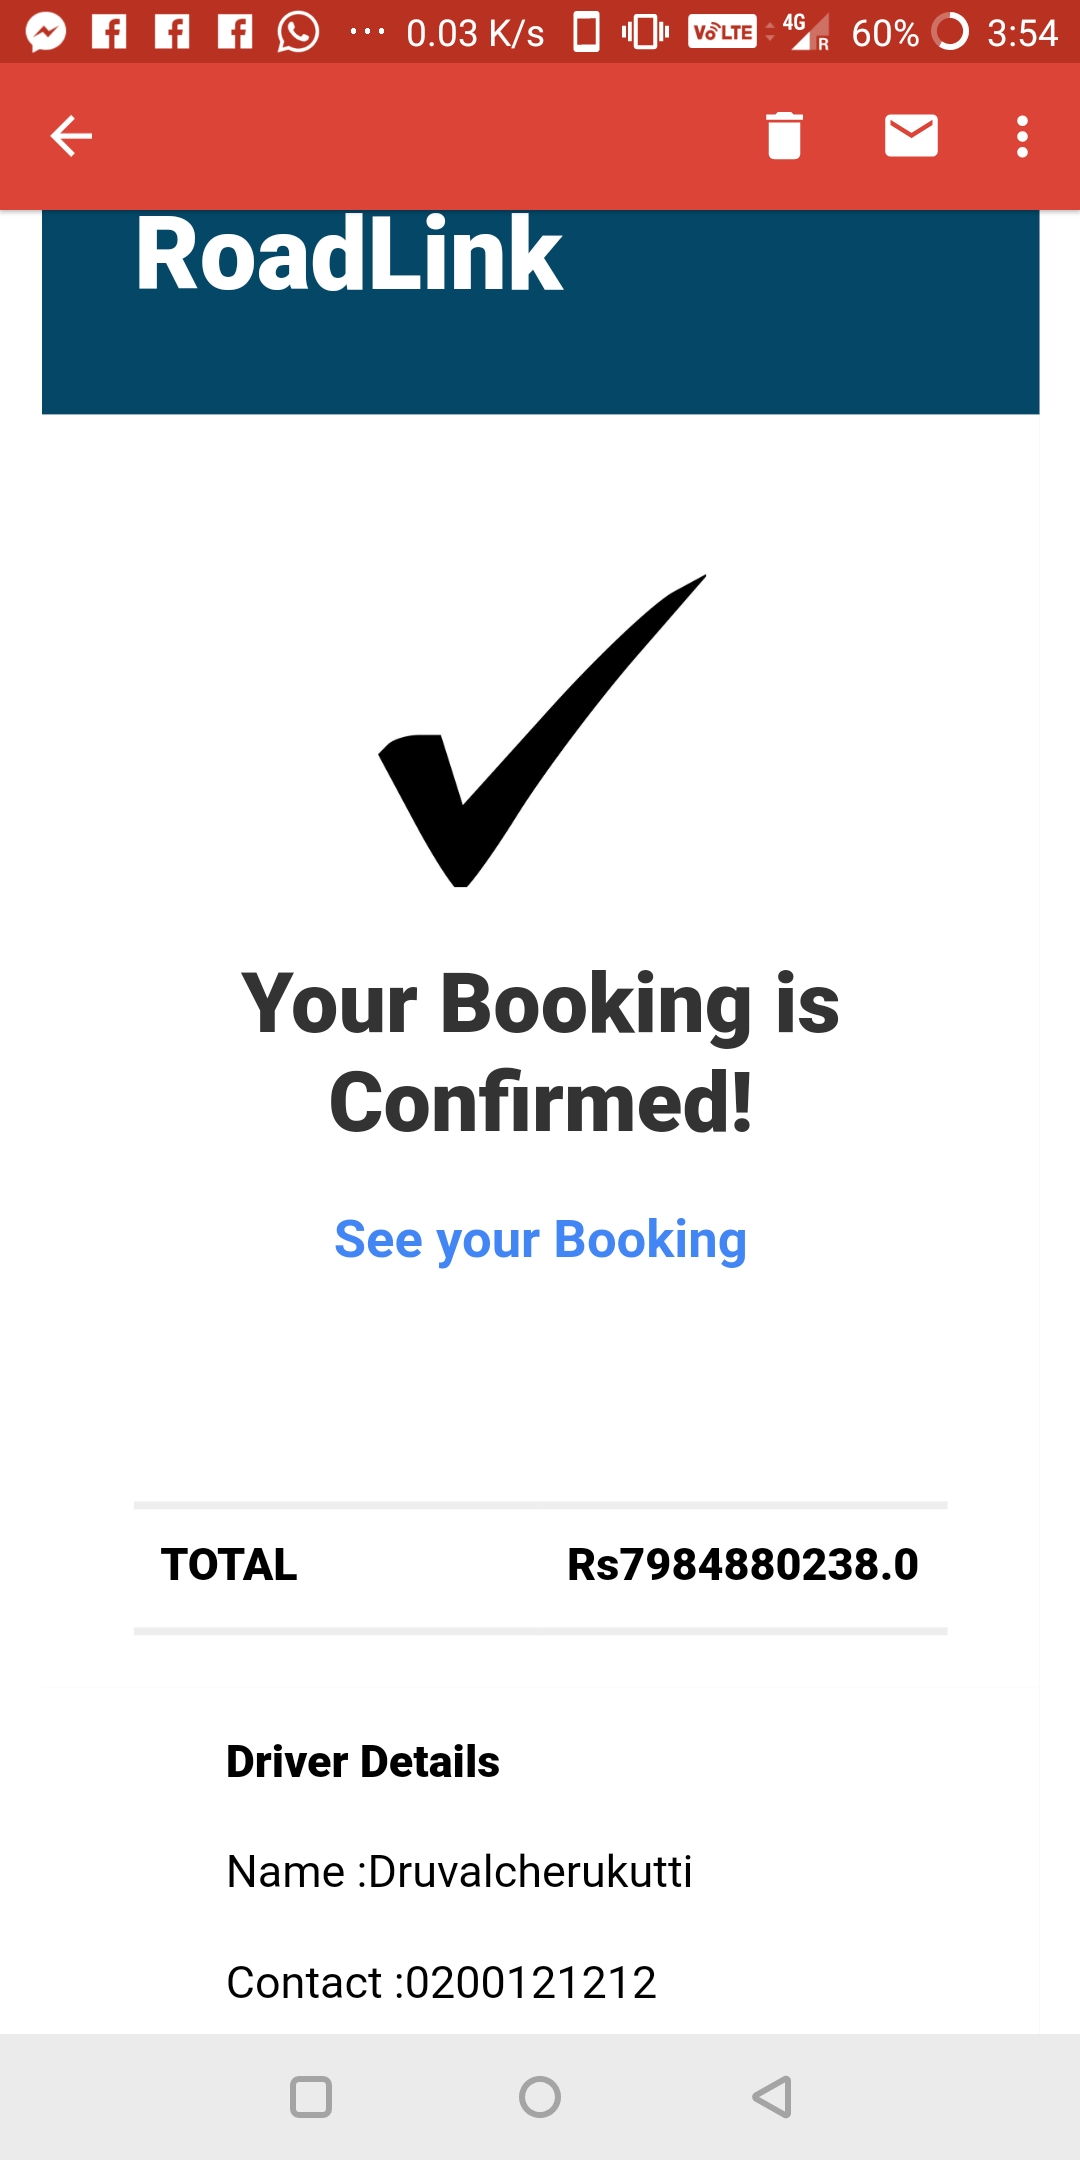 0.03 K/s VoLTE 4G R 60% 3:54
RoadLink
Your Booking is
Confirmed!
See your Booking
TOTAL Rs7984880238.0
Driver Details
Name :Druvalcherukutti
Contact :0200121212